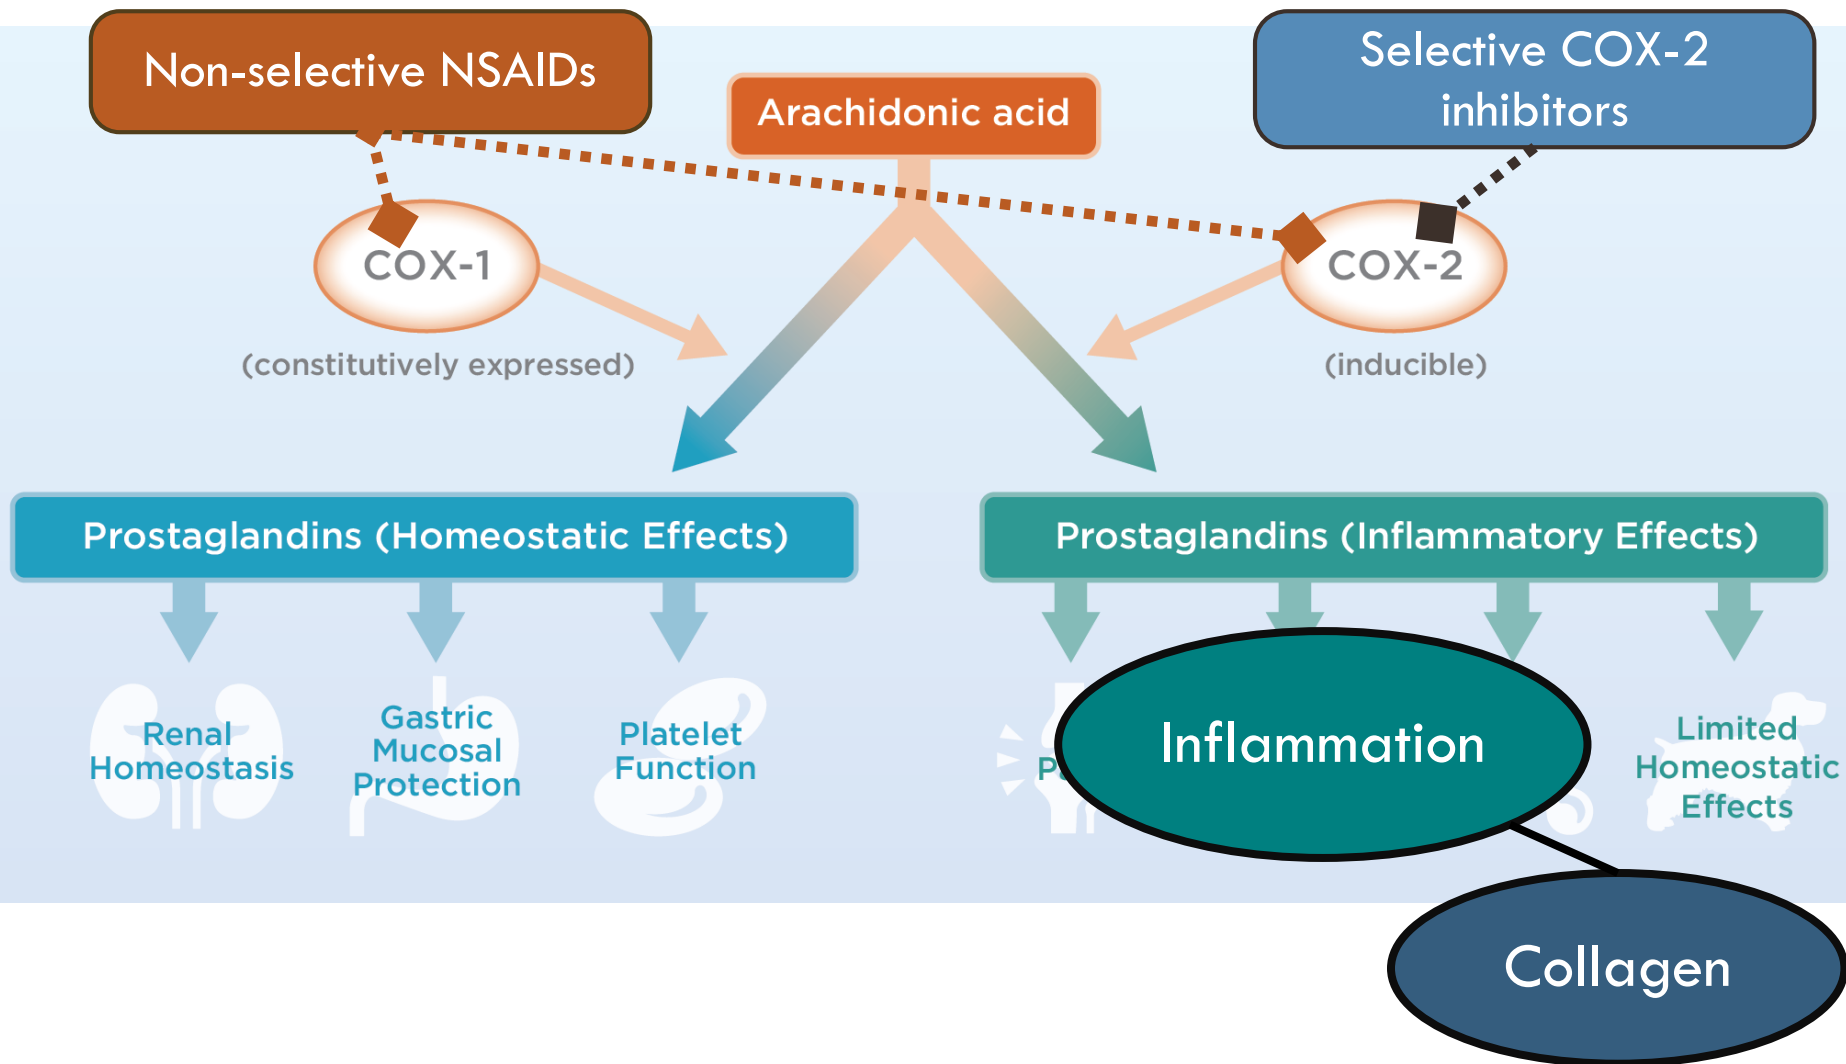 Non-selective NSAIDs
Selective COX-2
inhibitors
Arachidonic acid
COX-1
COX-2
(constitutively expressed)
(inducible)
Prostaglandins (Homeostatic Effects)
Prostaglandins (Inflammatory Effects)
Renal
Homeostasis
Gastric
Mucosal
Protection
Platelet
Function
Inflammation
Limited
Homeostatic
Effects
Collagen